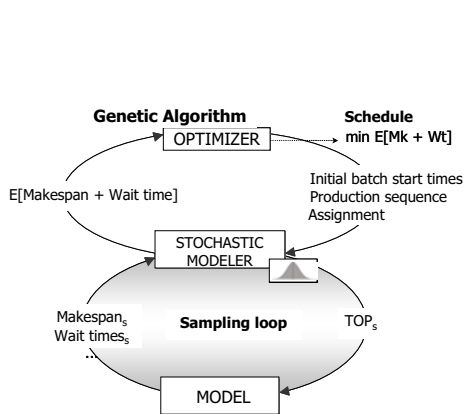 Genetic Algorithm
OPTIMIZER
Schedule
min E[Mk + Wt]
Initial batch start times
Production sequence
Assignment
E[Makespan + Wait time]
STOCHASTIC
MODELER
Makespanₛ
Wait timesₛ
...
Sampling loop
TOPₛ
MODEL